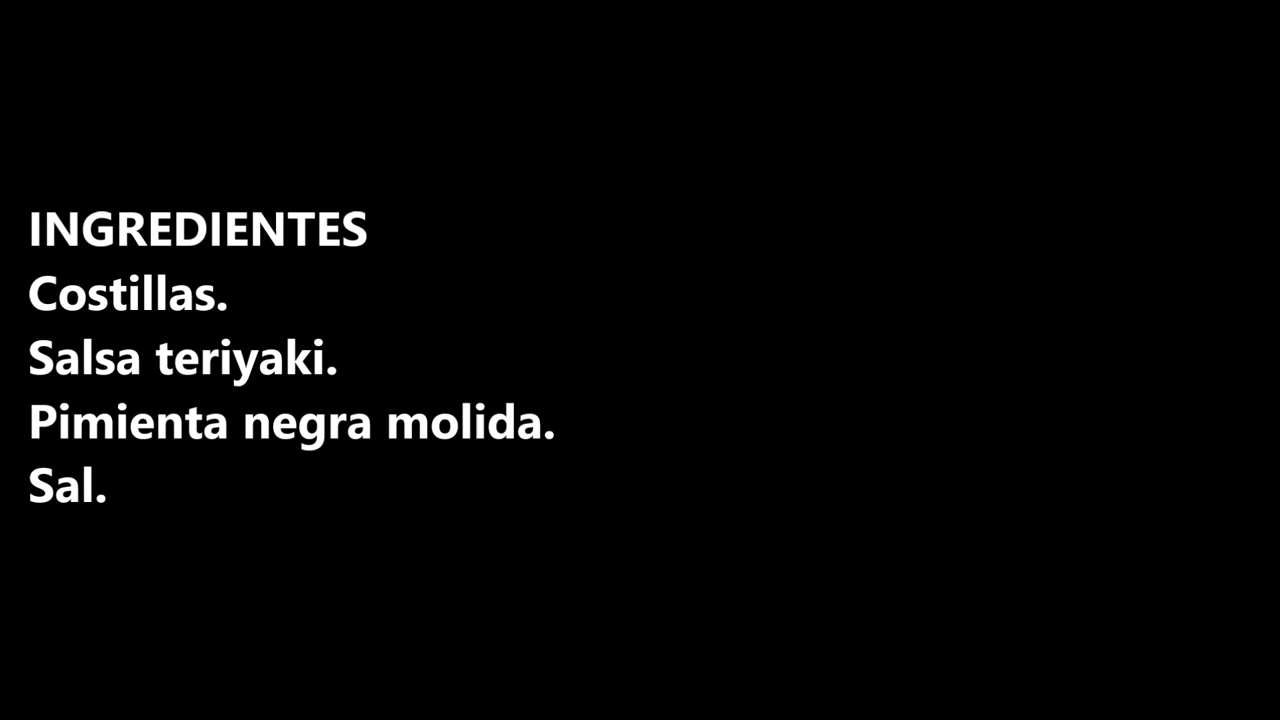 INGREDIENTES
Costillas.
Salsa teriyaki.
Pimienta negra molida.
Sal.